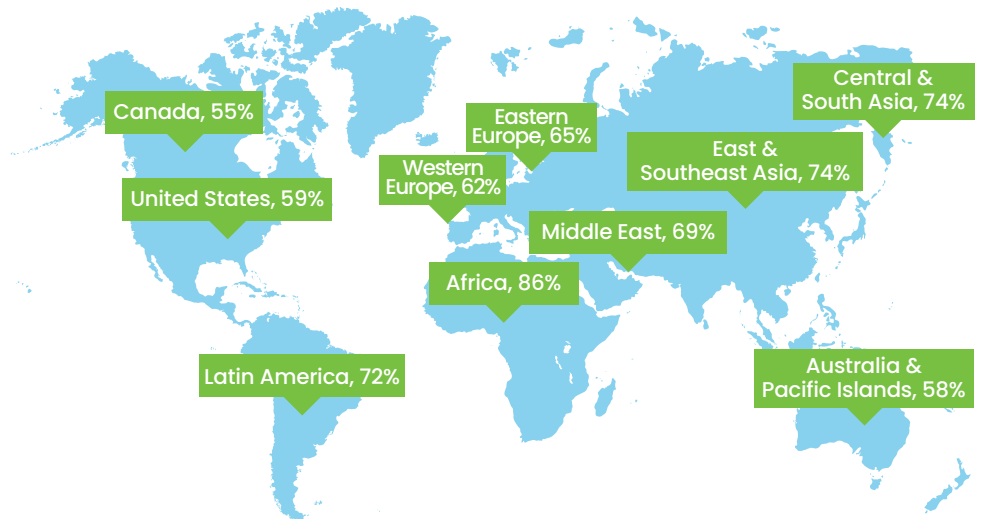 Central &
South Asia, 74%
Canada, 55%
Eastern
Europe, 65%
East &
Southeast Asia, 74%
Western
Europe, 62%
United States, 59%
Middle East, 69%
Africa, 86%
Latin America, 72%
Australia &
Pacific Islands, 58%